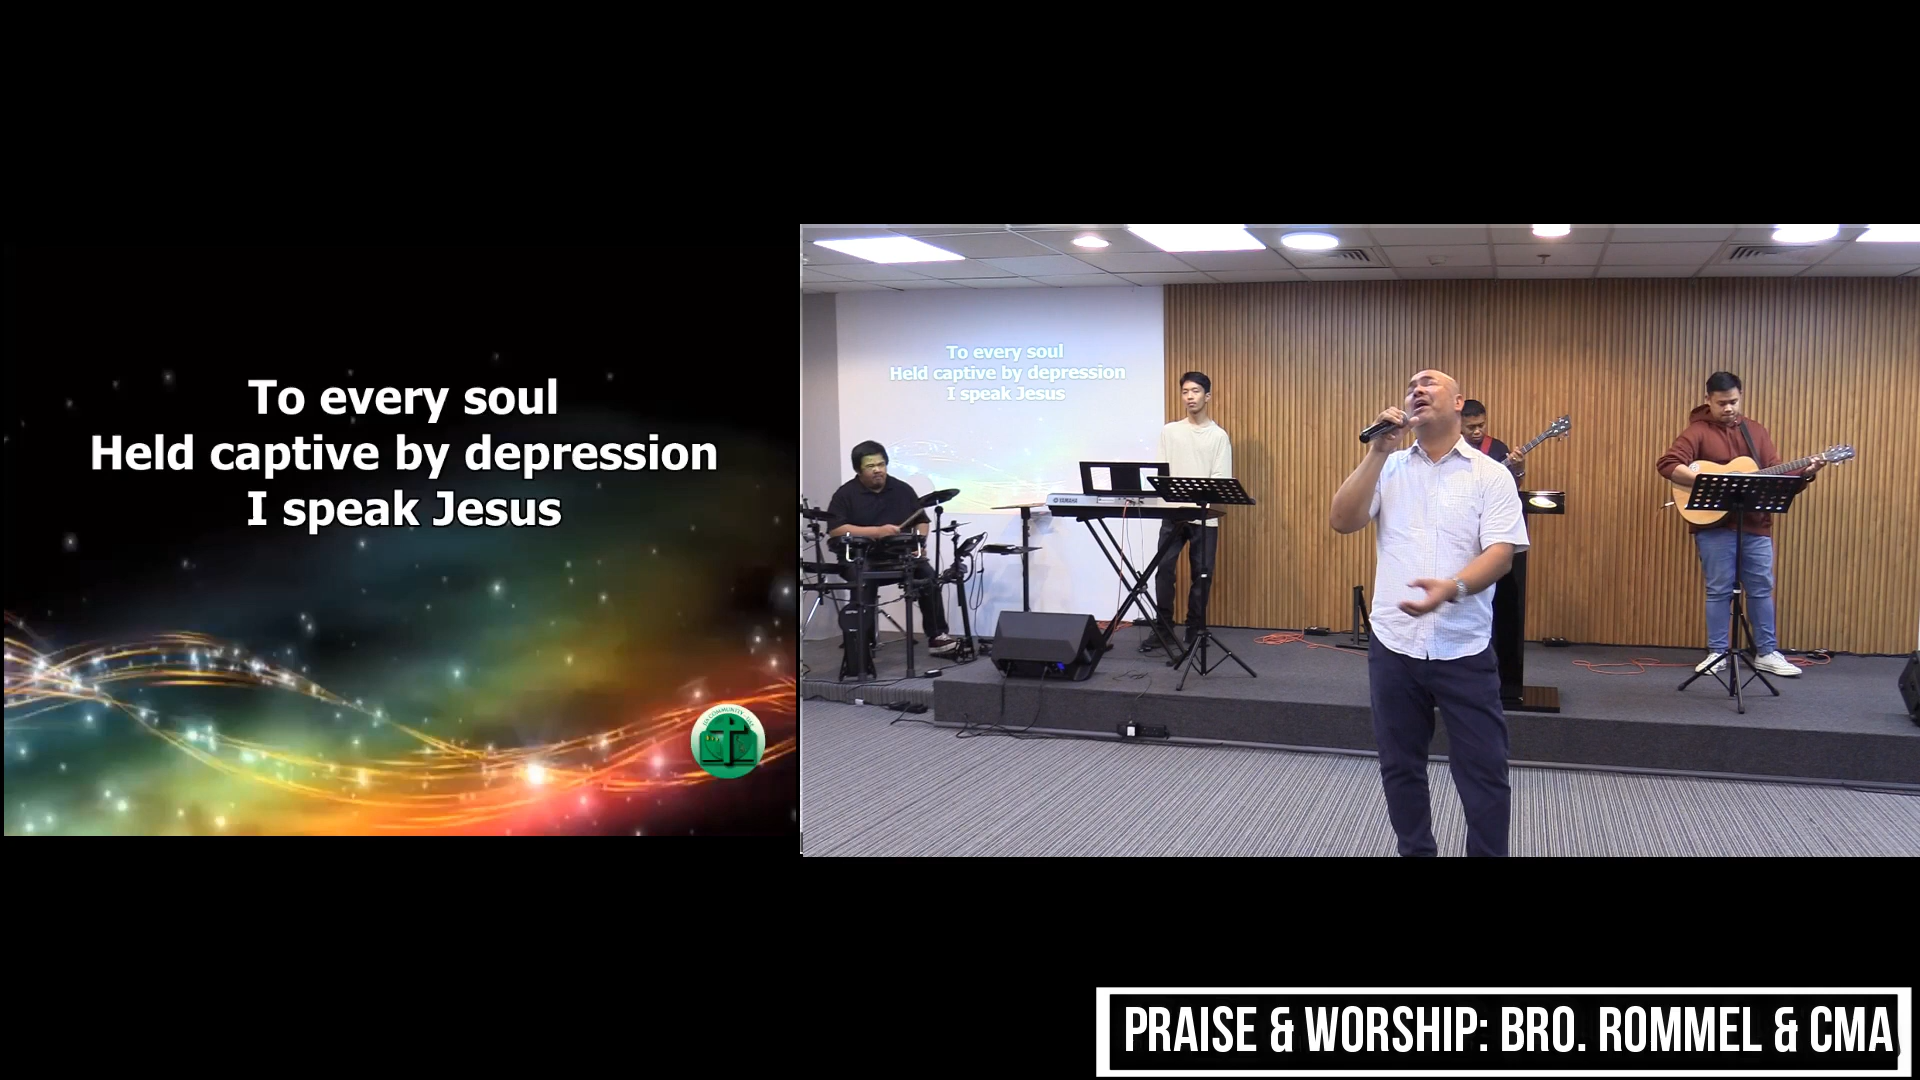 To every soul
Held captive by depression
I speak Jesus
To every soul
Held captive by depression
I speak Jesus
YAMAHA
PRAISE & WORSHIP: BRO. ROMMEL & CMA